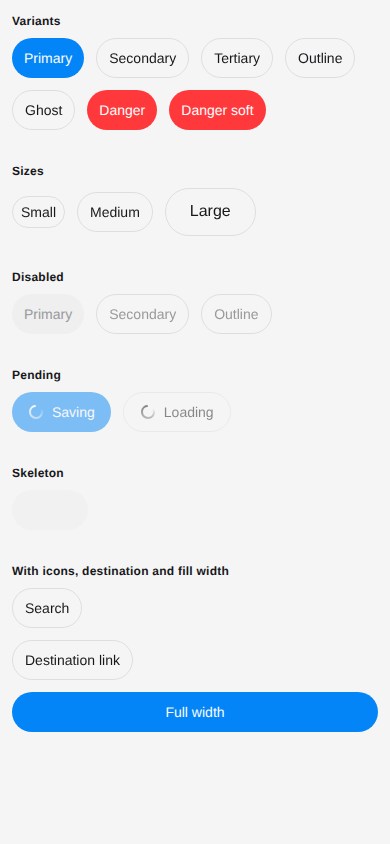 Variants
Primary Secondary Tertiary Outline
Ghost Danger Danger soft
Sizes
Small Medium Large
Disabled
Primary Secondary Outline
Pending
Saving Loading
Skeleton
With icons, destination and fill width
Search
Destination link
Full width